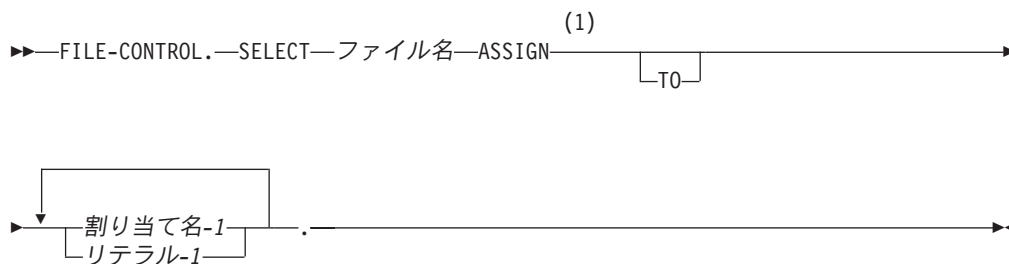 (1)
FILE-CONTROL. SELECT ファイル名 ASSIGN
TO
割り当て名-1 .
リテラル-1